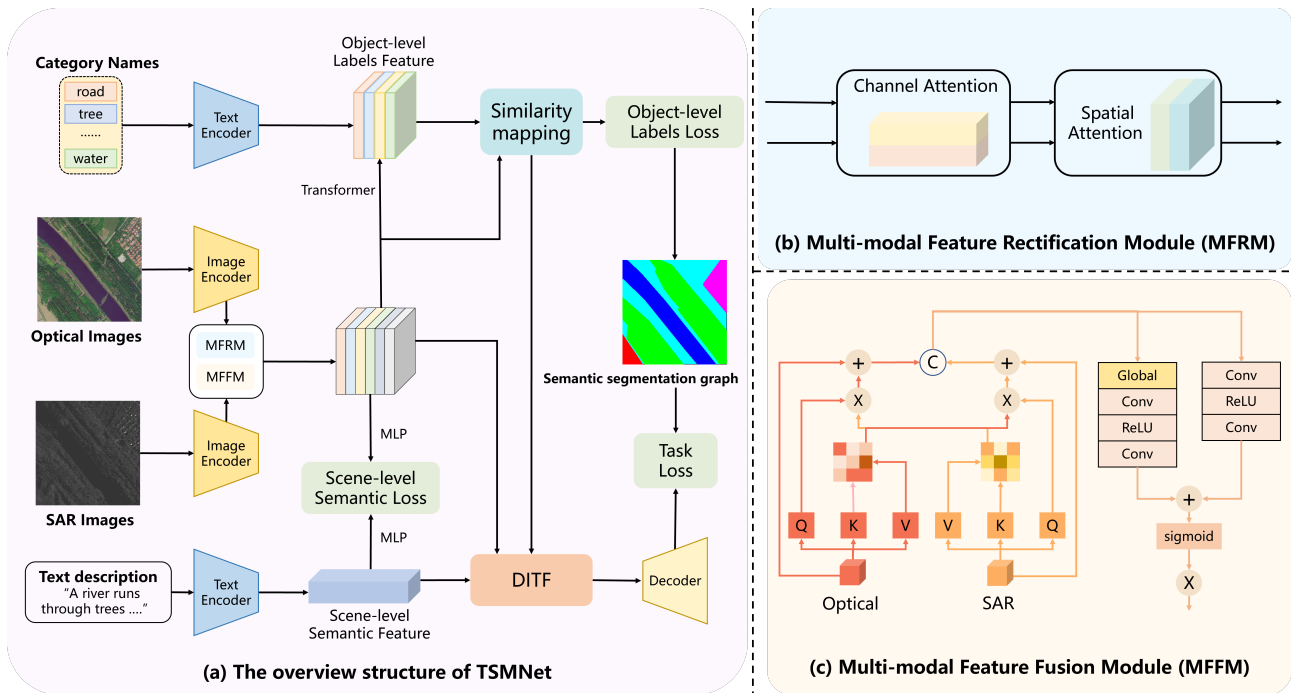 Category Names
road
tree
......
water
Text
Encoder
Object-level
Labels Feature
Similarity
mapping
Object-level
Labels Loss
Transformer
Optical Images
Image
Encoder
MFRM
MFFM
Image
Encoder
SAR Images
MLP
Scene-level
Semantic Loss
MLP
Semantic segmentation graph
Task
Loss
Text description
“A river runs
through trees ....”
Text
Encoder
Scene-level
Semantic Feature
DITF
Decoder
(a) The overview structure of TSMNet
Channel Attention
Spatial
Attention
(b) Multi-modal Feature Rectification Module (MFRM)
+
C
+
X
X
Q
K
V
V
K
Q
Optical
SAR
Global
Conv
ReLU
Conv
Conv
ReLU
Conv
+
sigmoid
X
(c) Multi-modal Feature Fusion Module (MFFM)